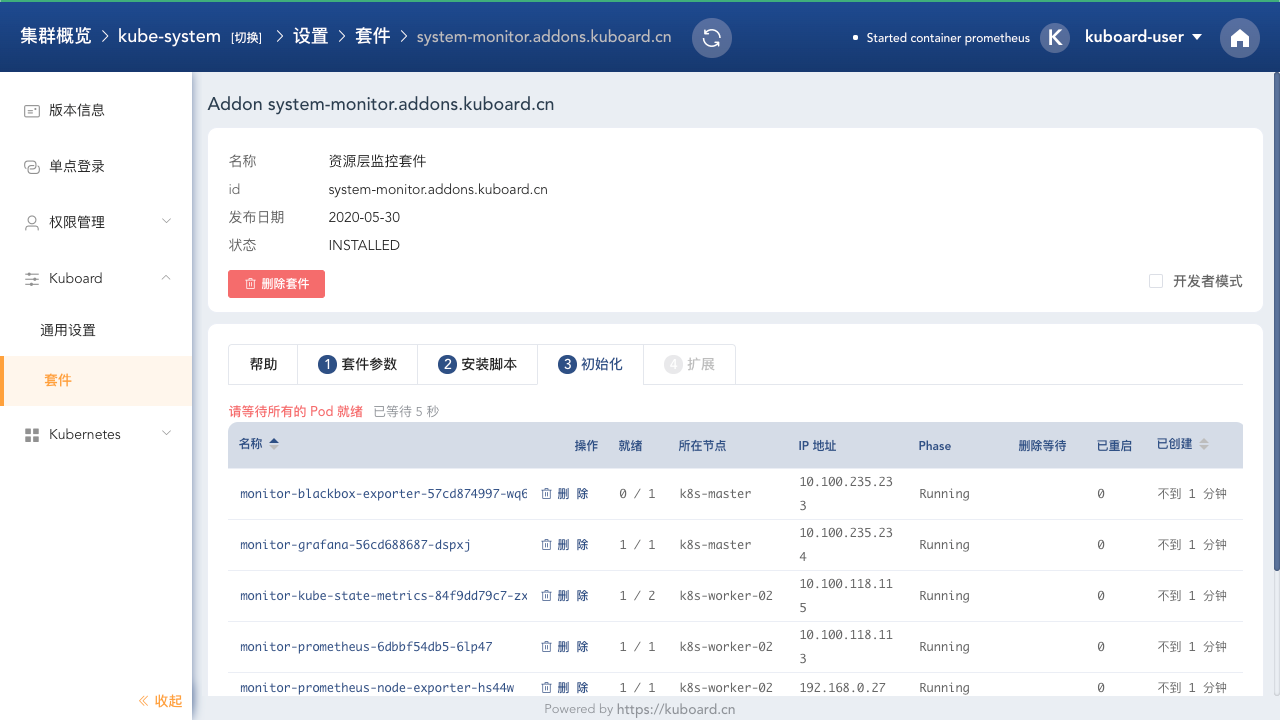 集群概览 > kube-system [切换] > 设置 > 套件 > system-monitor.addons.kuboard.cn
Started container prometheus K kuboard-user
版本信息
单点登录
权限管理
Kuboard
通用设置
套件
Kubernetes
收起
Addon system-monitor.addons.kuboard.cn
名称 资源层监控套件
id system-monitor.addons.kuboard.cn
发布日期 2020-05-30
状态 INSTALLED
删除套件 开发者模式
帮助 1 套件参数 2 安装脚本 3 初始化 4 扩展
请等待所有的 Pod 就绪 已等待 5 秒
名称 操作 就绪 所在节点 IP 地址 Phase 删除等待 已重启 已创建
monitor-blackbox-exporter-57cd874997-wq6 删 除 0 / 1 k8s-master 10.100.235.23
3 Running 0 不到 1 分钟
monitor-grafana-56cd688687-dspxj 删 除 1 / 1 k8s-master 10.100.235.23
4 Running 0 不到 1 分钟
monitor-kube-state-metrics-84f9dd79c7-zx 删 除 1 / 2 k8s-worker-02 10.100.118.11
5 Running 0 不到 1 分钟
monitor-prometheus-6dbbf54db5-6lp47 删 除 1 / 1 k8s-worker-02 10.100.118.11
3 Running 0 不到 1 分钟
monitor-prometheus-node-exporter-hs44w 删 除 1 / 1 k8s-worker-02 192.168.0.27 Running 0 不到 1 分钟
Powered by https://kuboard.cn